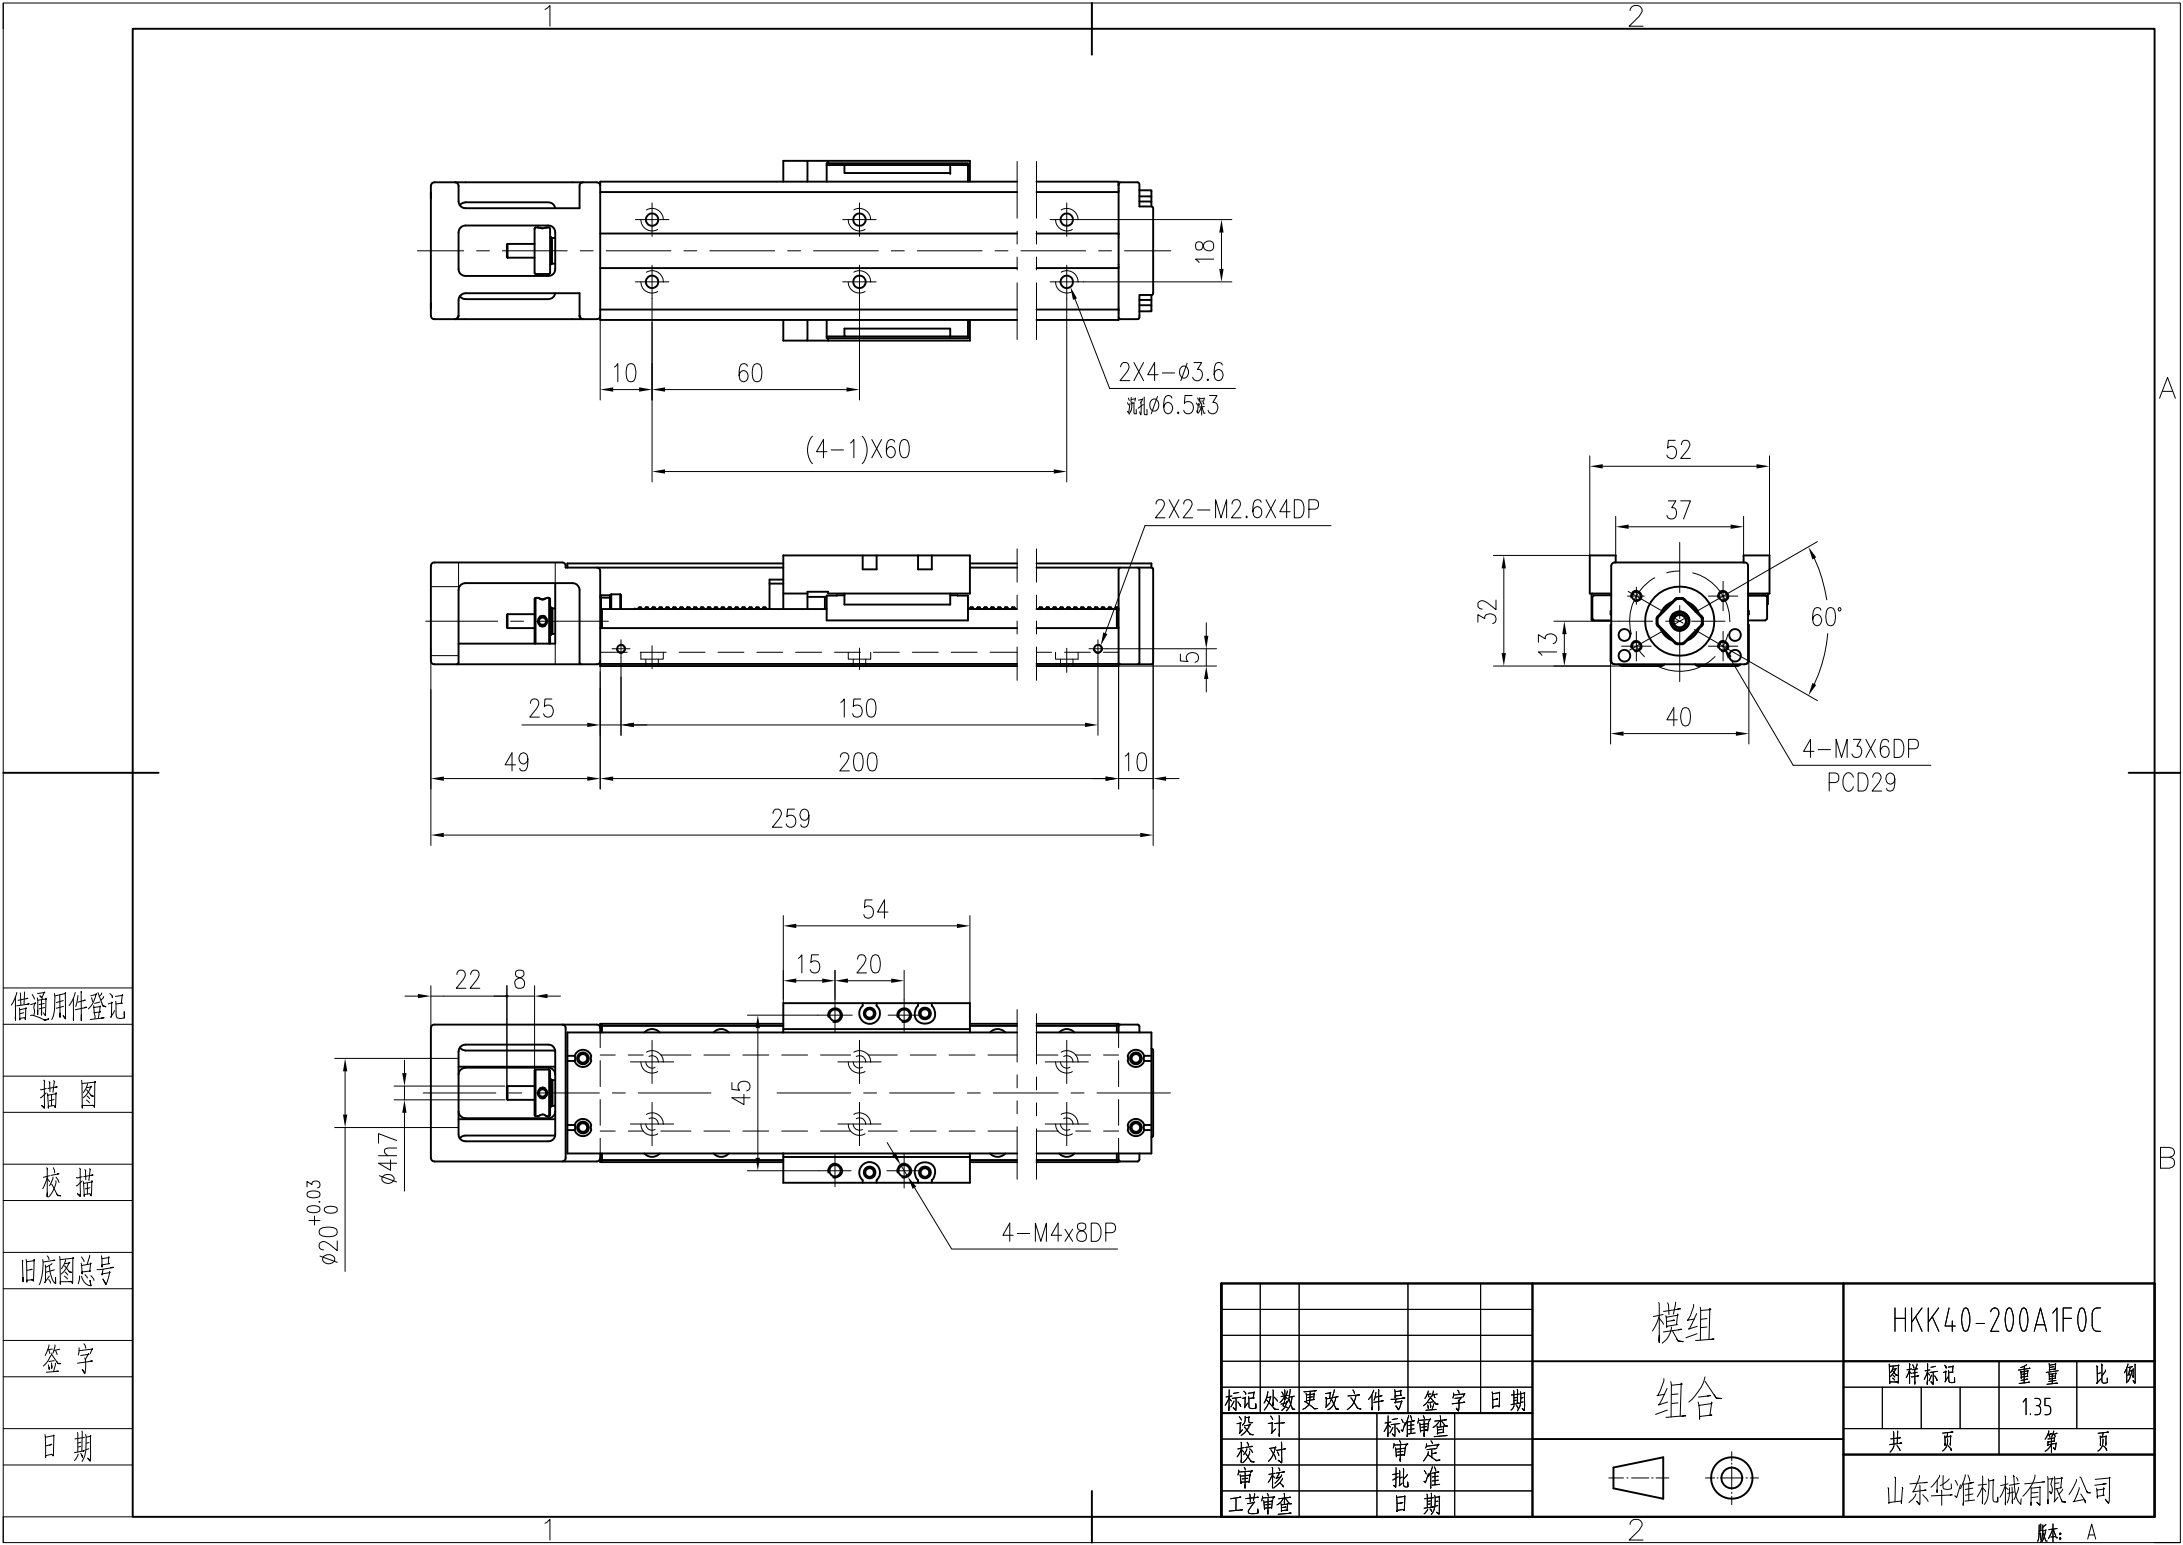 1
2
18
10
60
2X4-ø3.6
沉孔ø6.5深3
(4-1)X60
A
52
37
2X2-M2.6X4DP
32
13
60°
5
25
150
40
4-M3X6DP
PCD29
49
200
10
259
54
15
20
22
8
45
ø4h7
ø20 +0.03 0
4-M4x8DP
B
借通用件登记
描 图
校 描
旧底图总号
签 字
日 期
模组
HKK40-200A1F0C
图样标记 重 量 比 例
组合
1.35
标记 处数 更改文件号 签 字 日 期
设 计 标准审查
共 页 第 页
校 对 审 定
审 核 批 准
山东华准机械有限公司
工艺审查 日 期
1
2
版本: A